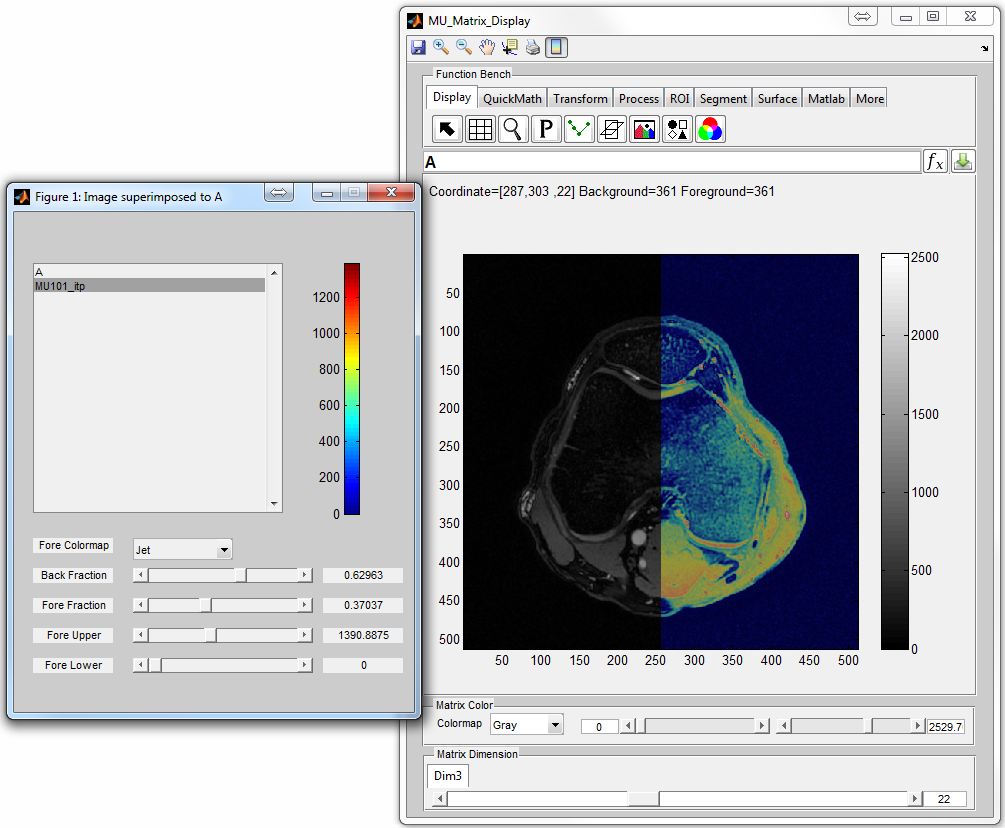 MU_Matrix_Display
Function Bench
Display QuickMath Transform Process ROI Segment Surface Matlab More
P
A
fx
Coordinate=[287,303 ,22] Background=361 Foreground=361
50
100
150
200
250
300
350
400
450
500
50 100 150 200 250 300 350 400 450 500
2500
2000
1500
1000
500
0
Matrix Color
Colormap Gray 0 2529.7
Matrix Dimension
Dim3
22
Figure 1: Image superimposed to A
A
MU101_itp
1200
1000
800
600
400
200
0
Fore Colormap Jet
Back Fraction 0.62963
Fore Fraction 0.37037
Fore Upper 1390.8875
Fore Lower 0